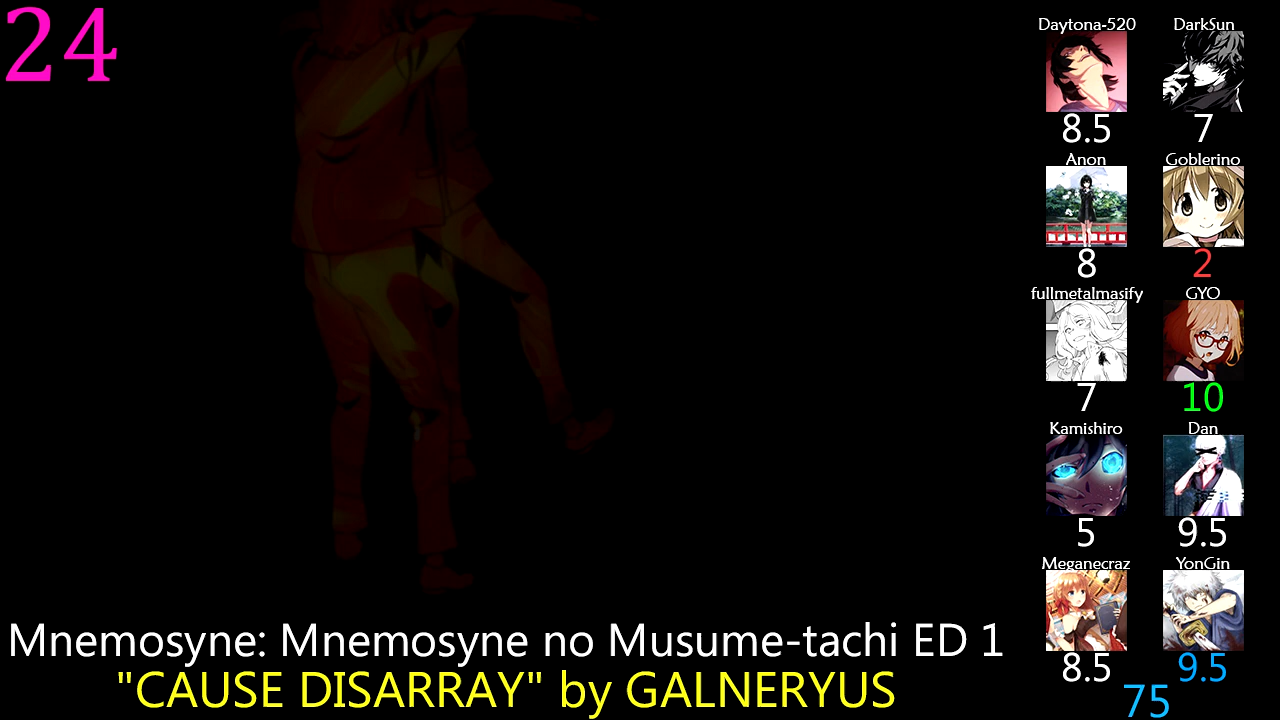 24
Daytona-520 DarkSun
8.5 7
Anon Goblerino
8 2
fullmetalmasify GYO
7 10
Kamishiro Dan
5 9.5
Meganecraz YonGin
8.5 9.5
75
Mnemosyne: Mnemosyne no Musume-tachi ED 1
"CAUSE DISARRAY" by GALNERYUS